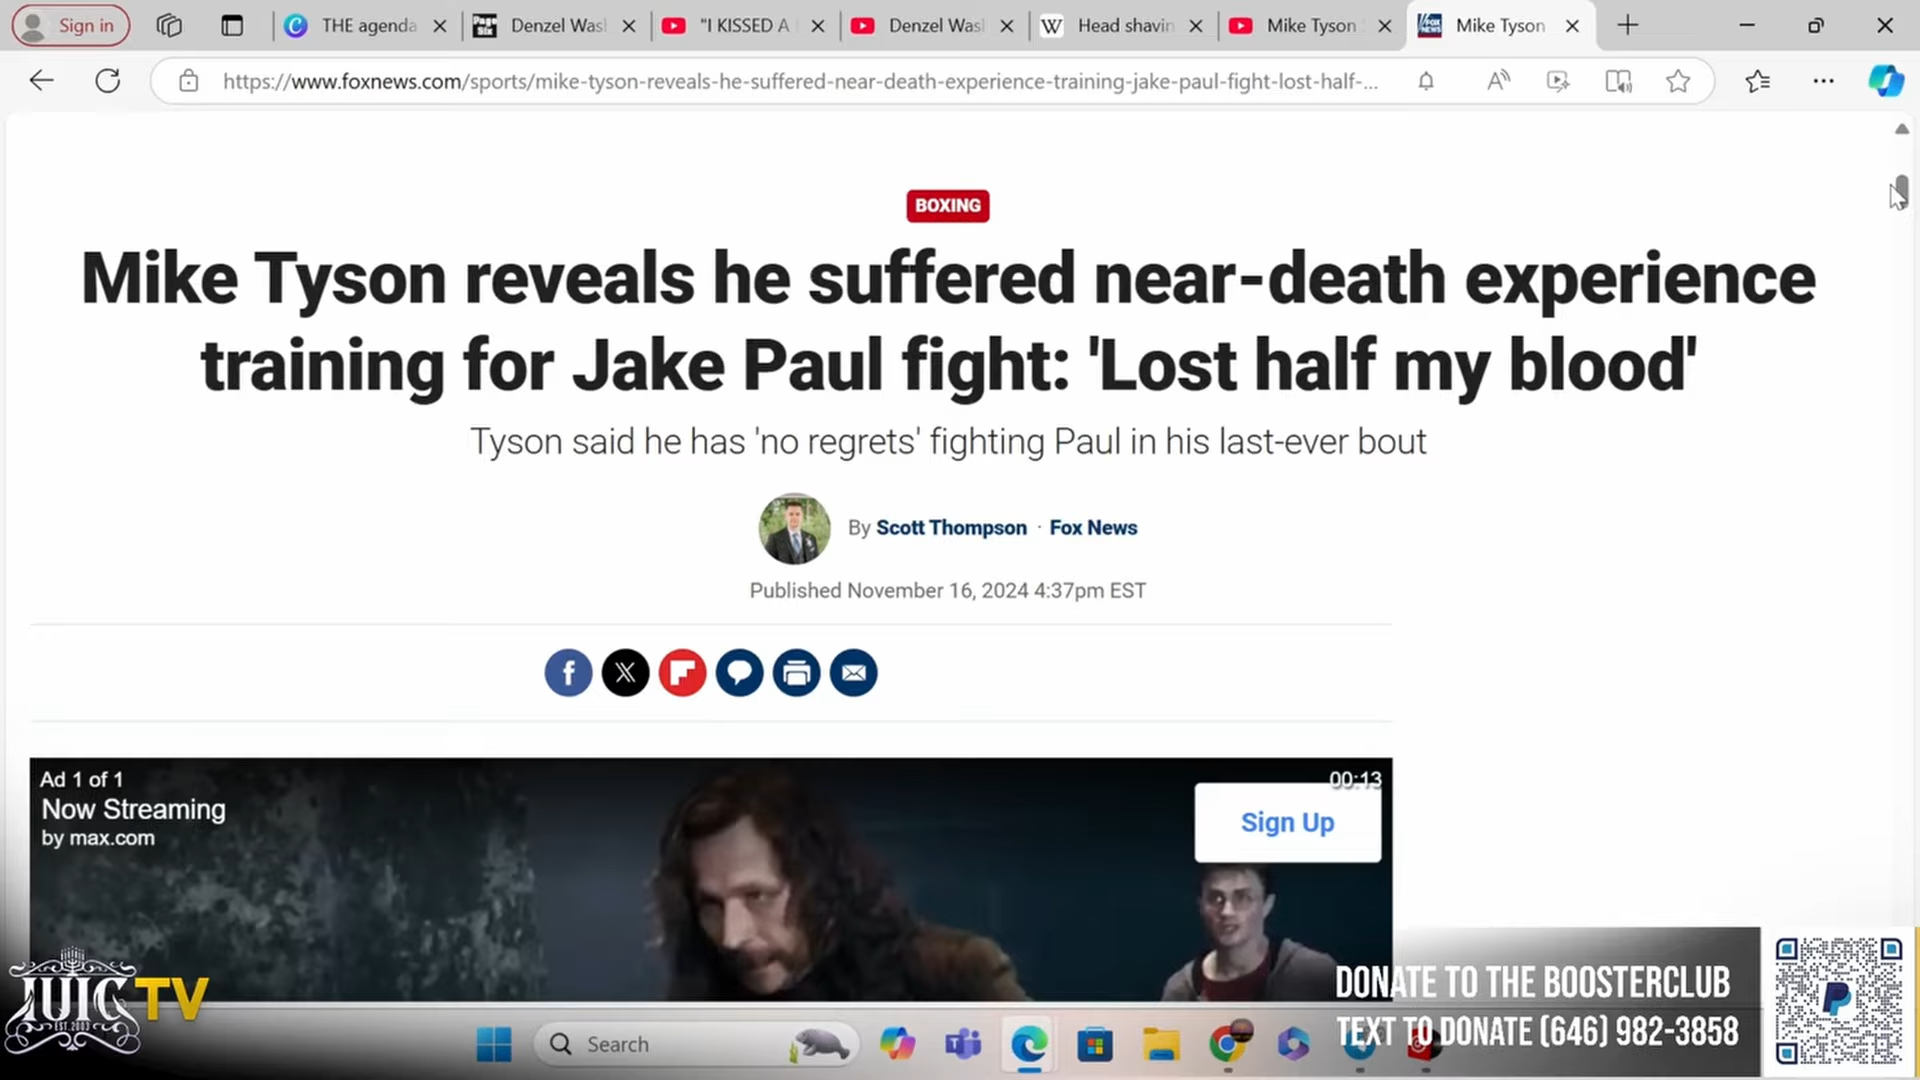 Sign in
THE agenda
Denzel Wasl
"I KISSED A
Denzel Wasl
Head shavin
Mike Tyson
Mike Tyson
https://www.foxnews.com/sports/mike-tyson-reveals-he-suffered-near-death-experience-training-jake-paul-fight-lost-half-...
BOXING
Mike Tyson reveals he suffered near-death experience
training for Jake Paul fight: 'Lost half my blood'
Tyson said he has 'no regrets' fighting Paul in his last-ever bout
By Scott Thompson · Fox News
Published November 16, 2024 4:37pm EST
Ad 1 of 1
00:13
Now Streaming
by max.com
Sign Up
IUIC TV
EST.2003
DONATE TO THE BOOSTERCLUB
TEXT TO DONATE (646) 982-3858
Search